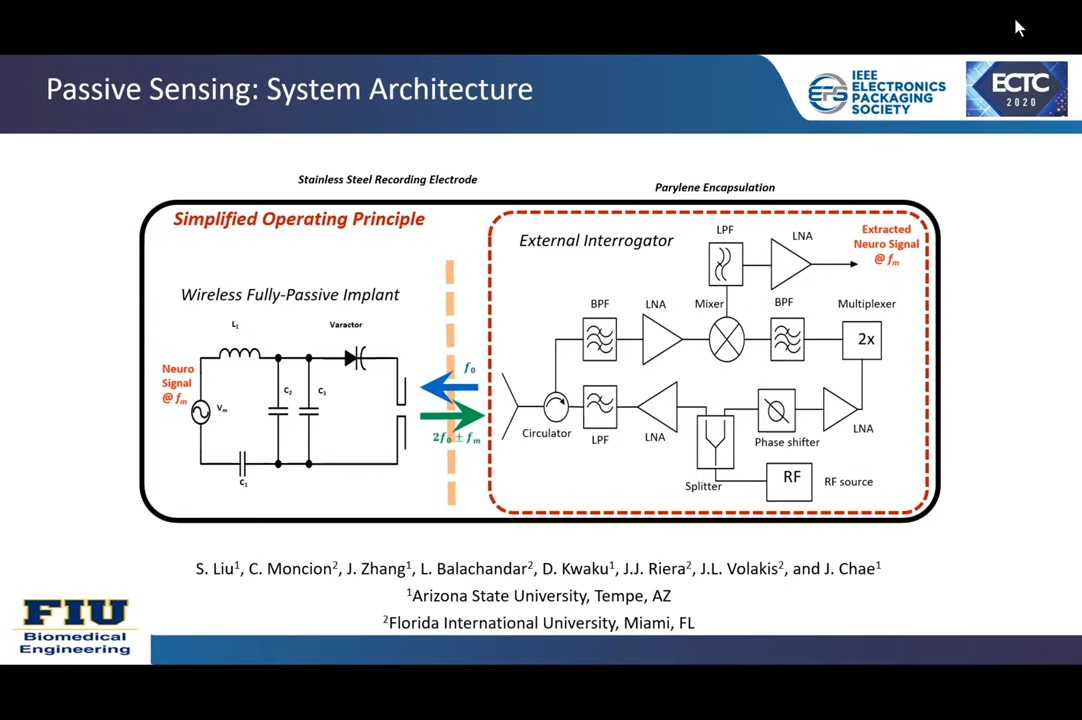 Passive Sensing: System Architecture
IEEE
ELECTRONICS
PACKAGING
SOCIETY
EPS
ECTC
2020
Stainless Steel Recording Electrode
Parylene Encapsulation
Simplified Operating Principle
External Interrogator
LPF
LNA
Extracted
Neuro Signal
@ fm
Wireless Fully-Passive Implant
BPF
LNA
Mixer
BPF
Multiplexer
L1
Varactor
2x
Neuro
Signal
@ fm
Vm
C2
C3
f0
2f0 ± fm
C1
Circulator
LPF
LNA
Splitter
Phase shifter
LNA
RF
RF source
S. Liu1, C. Moncion2, J. Zhang1, L. Balachandar2, D. Kwaku1, J.J. Riera2, J.L. Volakis2, and J. Chae1
1Arizona State University, Tempe, AZ
2Florida International University, Miami, FL
FIU
Biomedical
Engineering